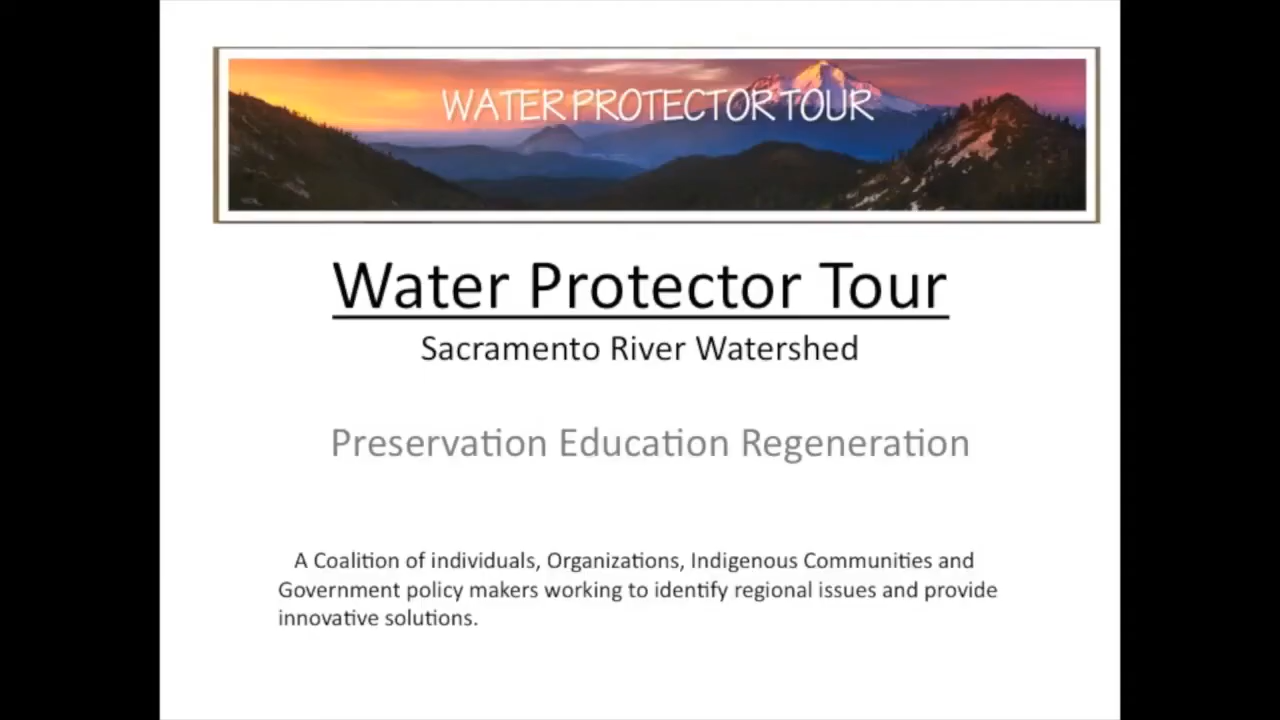 WATER PROTECTOR TOUR
Water Protector Tour
Sacramento River Watershed
Preservation Education Regeneration
A Coalition of individuals, Organizations, Indigenous Communities and
Government policy makers working to identify regional issues and provide
innovative solutions.